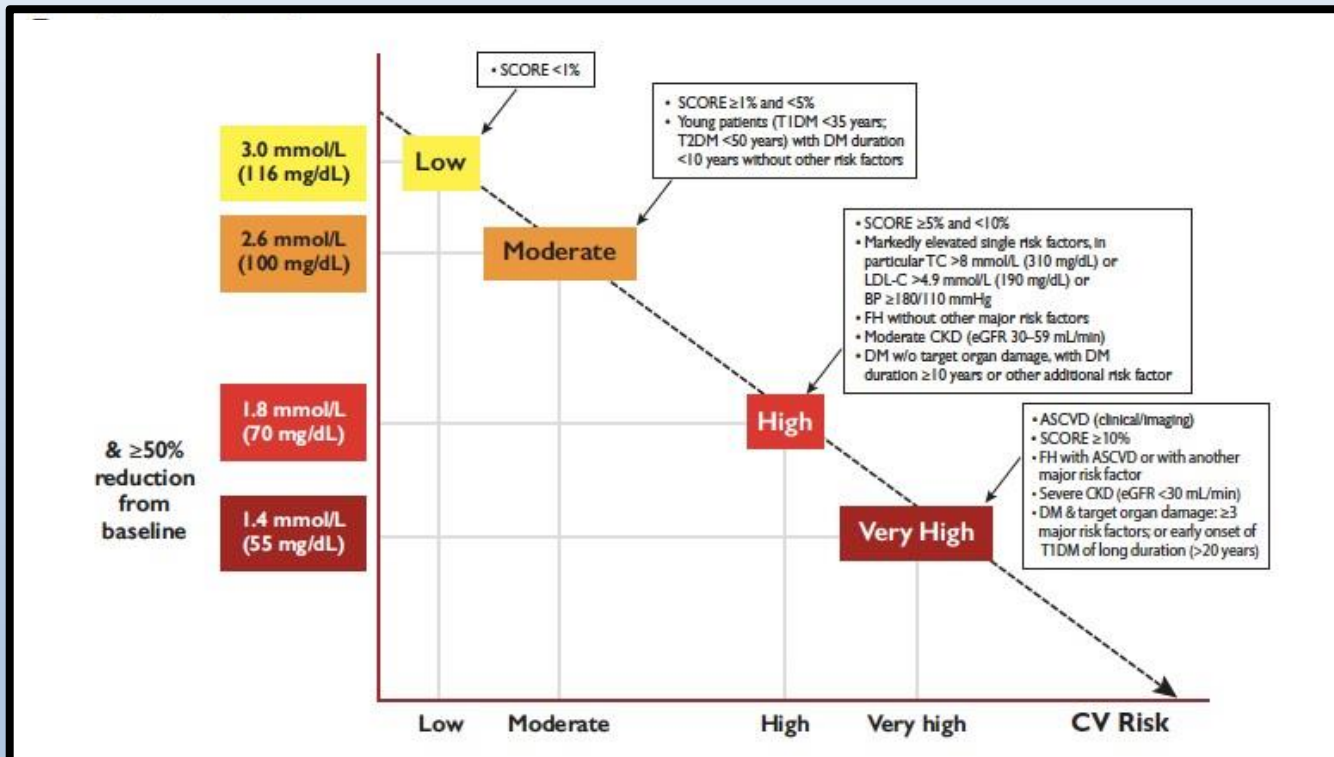 • SCORE <1%
• SCORE ≥1% and <5%
• Young patients (T1DM <35 years;
T2DM <50 years) with DM duration
<10 years without other risk factors
3.0 mmol/L
(116 mg/dL)
Low
2.6 mmol/L
(100 mg/dL)
Moderate
• SCORE ≥5% and <10%
• Markedly elevated single risk factors, in
particular TC >8 mmol/L (310 mg/dL) or
LDL-C >4.9 mmol/L (190 mg/dL) or
BP ≥180/110 mmHg
• FH without other major risk factors
• Moderate CKD (eGFR 30–59 mL/min)
• DM w/o target organ damage, with DM
duration ≥10 years or other additional risk factor
1.8 mmol/L
(70 mg/dL)
High
& ≥50%
reduction
from
baseline
1.4 mmol/L
(55 mg/dL)
Very High
• ASCVD (clinical/imaging)
• SCORE ≥10%
• FH with ASCVD or with another
major risk factor
• Severe CKD (eGFR <30 mL/min)
• DM & target organ damage: ≥3
major risk factors; or early onset of
T1DM of long duration (>20 years)
Low
Moderate
High
Very high
CV Risk